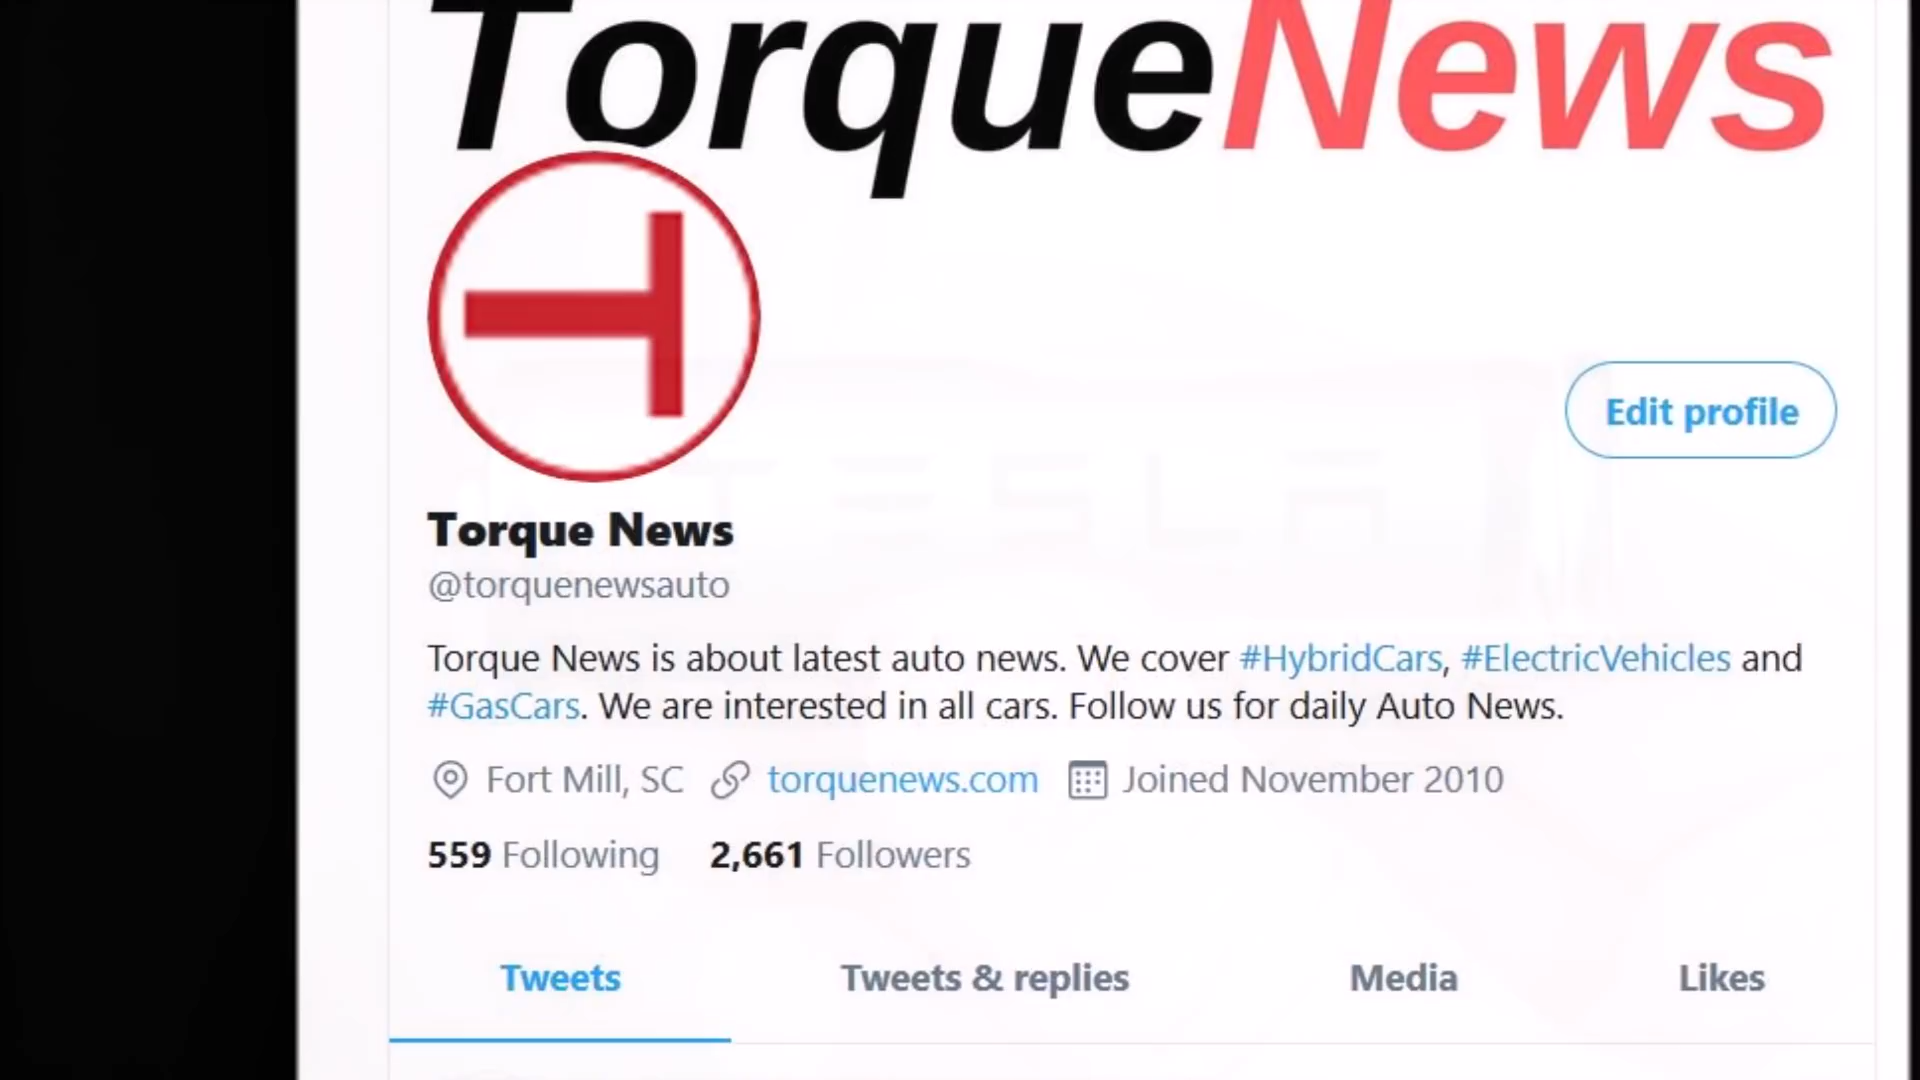 TorqueNews
T
Edit profile
Torque News
@torquenewsauto
Torque News is about latest auto news. We cover #HybridCars, #ElectricVehicles and
#GasCars. We are interested in all cars. Follow us for daily Auto News.
Fort Mill, SC torquenews.com Joined November 2010
559 Following 2,661 Followers
Tweets Tweets & replies Media Likes
TESLA